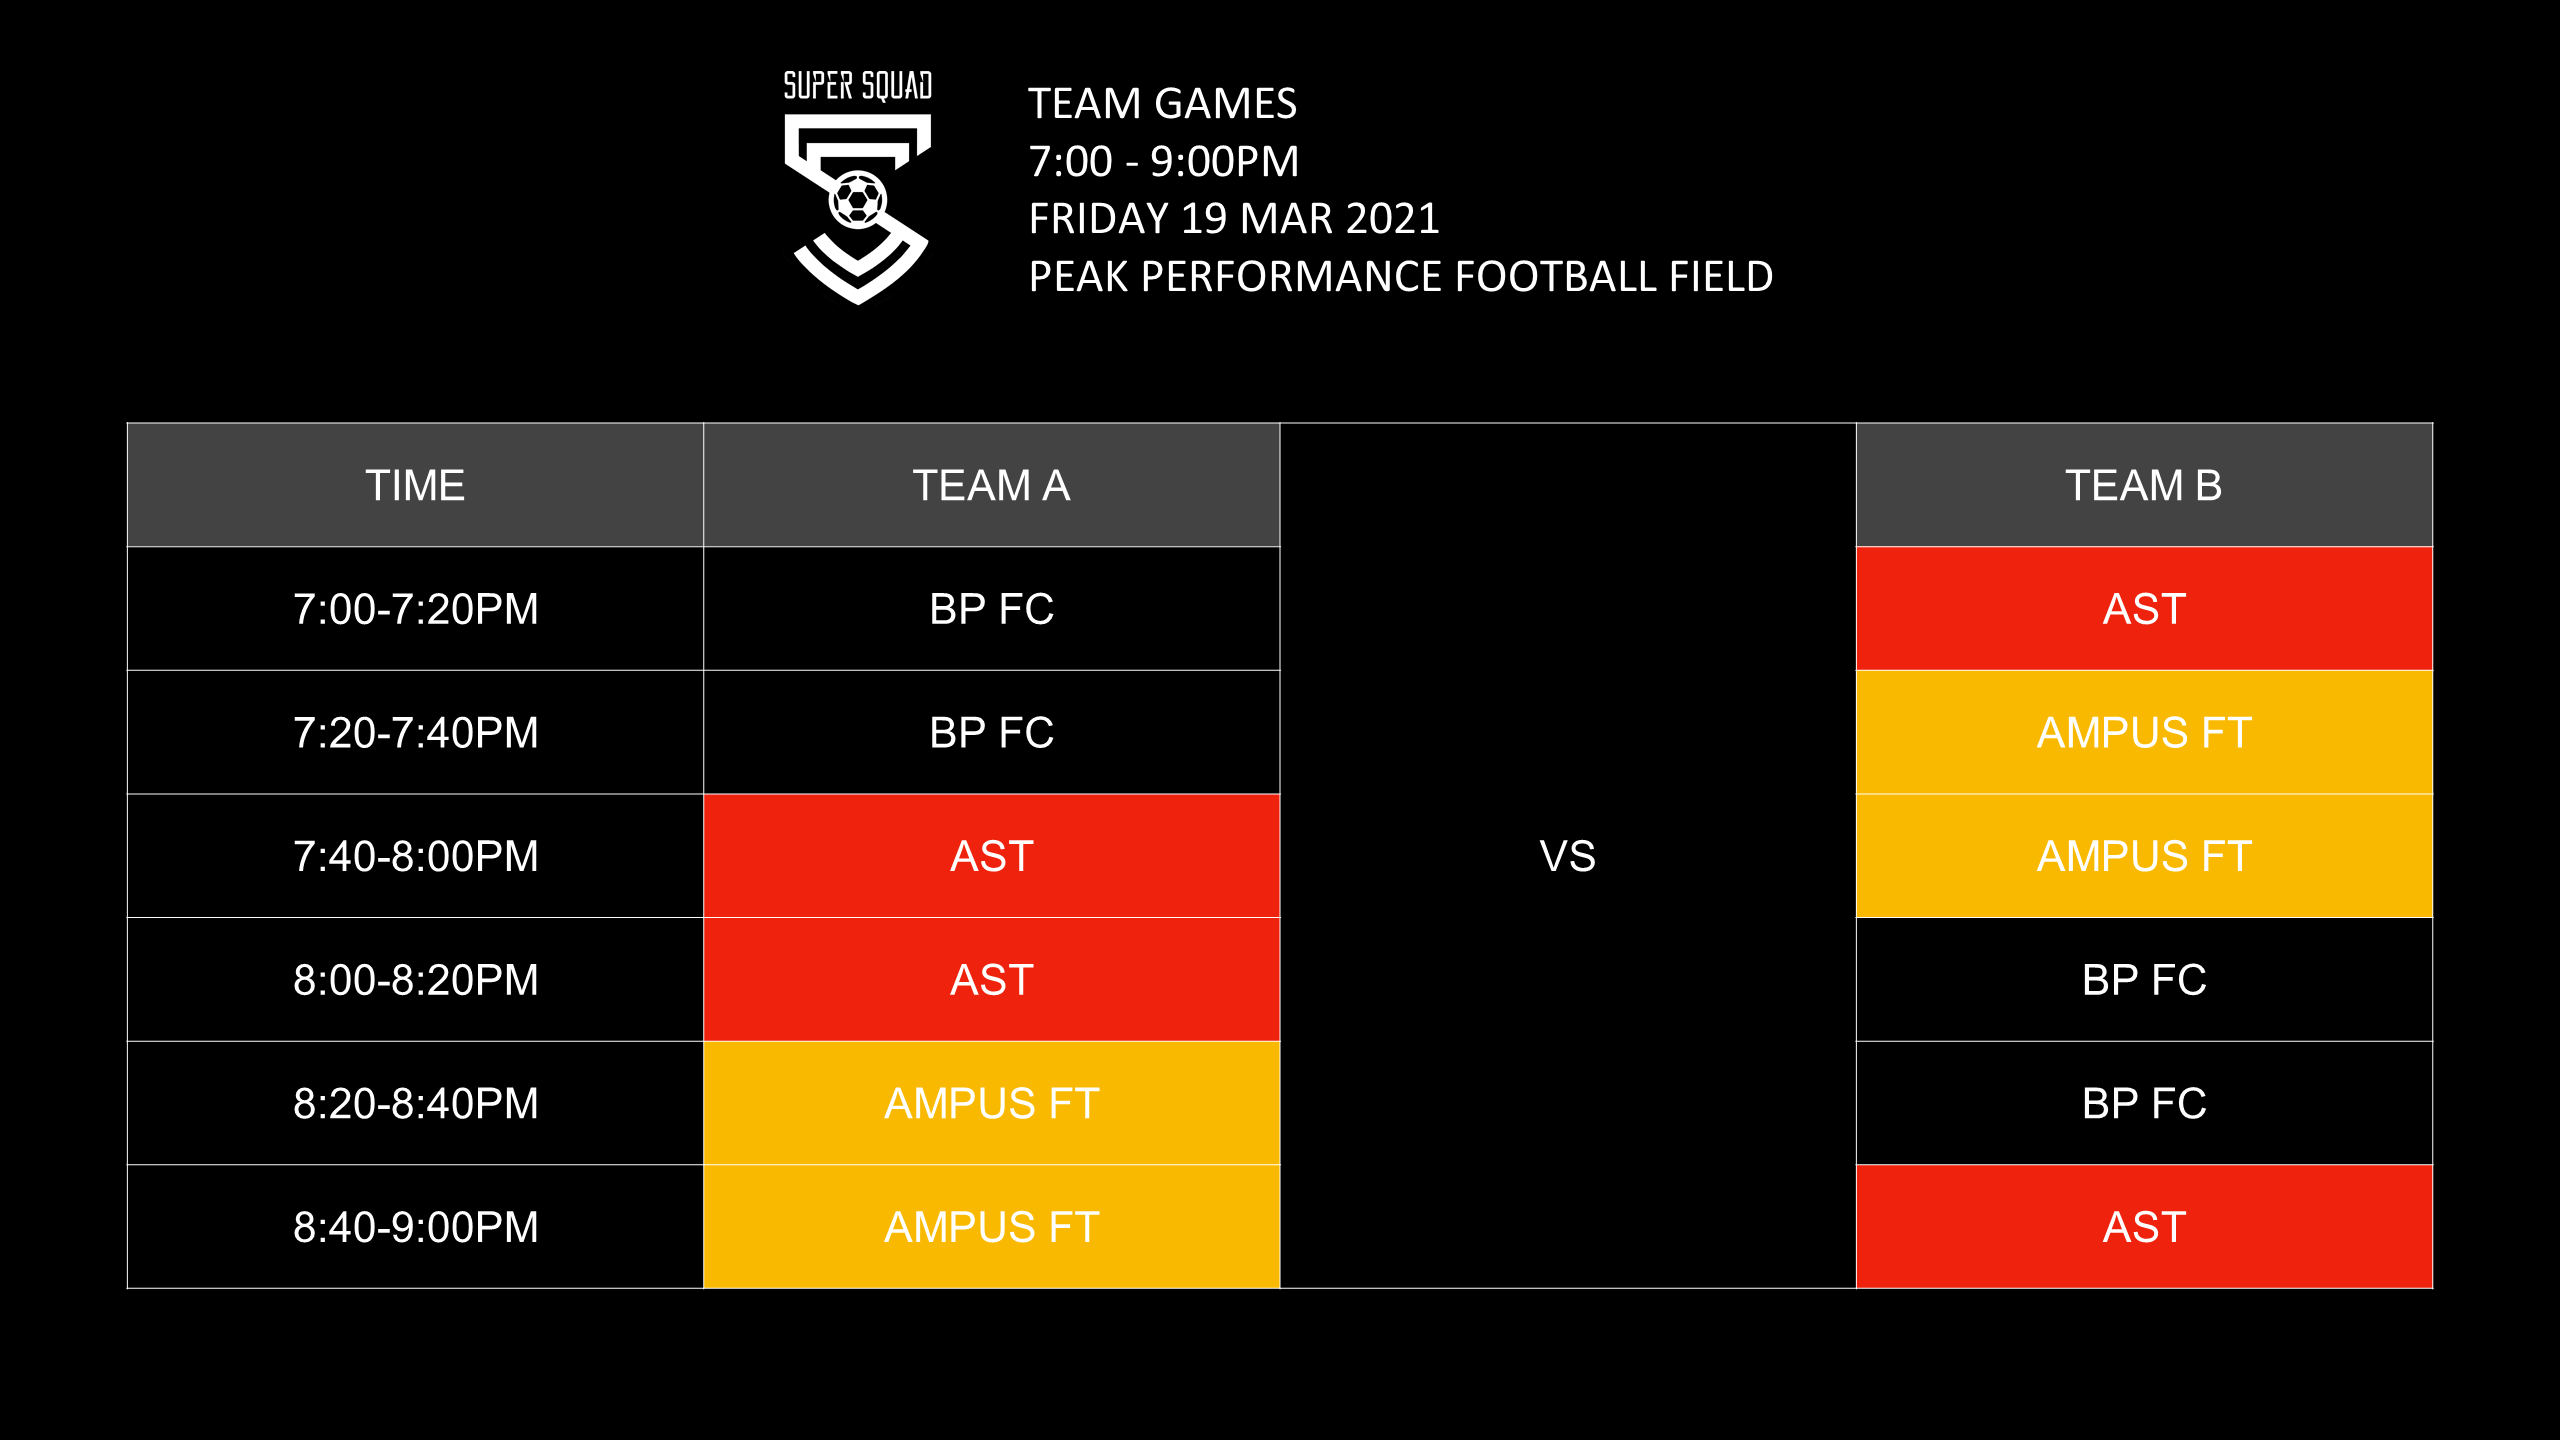 SUPER SQUAD
TEAM GAMES
7:00 - 9:00PM
FRIDAY 19 MAR 2021
PEAK PERFORMANCE FOOTBALL FIELD
TIME TEAM A TEAM B
7:00-7:20PM BP FC AST
7:20-7:40PM BP FC AMPUS FT
7:40-8:00PM AST VS AMPUS FT
8:00-8:20PM AST BP FC
8:20-8:40PM AMPUS FT BP FC
8:40-9:00PM AMPUS FT AST